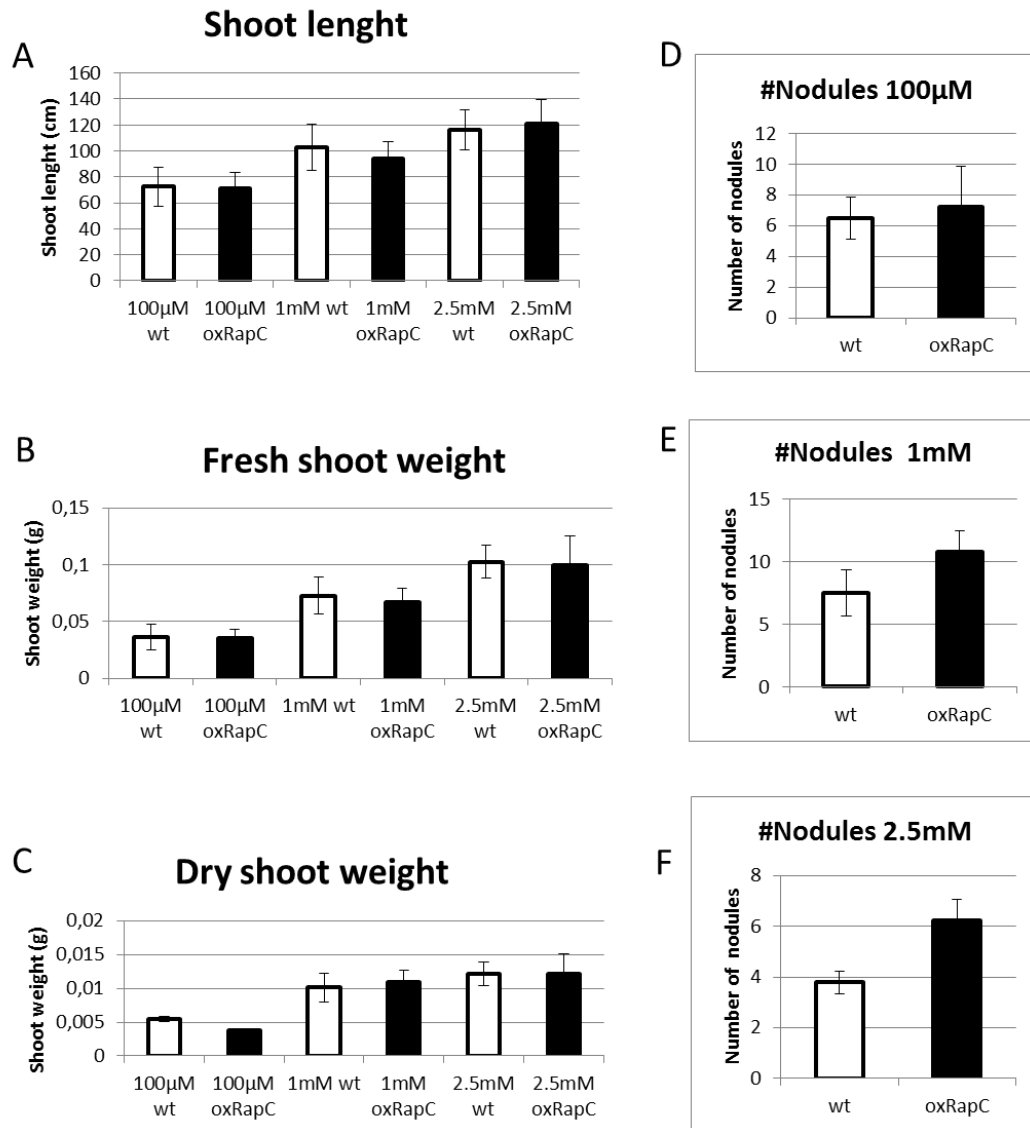 A
Shoot lenght
Shoot lenght (cm)
160
140
120
100
80
60
40
20
0
100µM wt
100µM oxRapC
1mM wt
1mM oxRapC
2.5mM wt
2.5mM oxRapC
B
Fresh shoot weight
Shoot weight (g)
0,15
0,1
0,05
0
100µM wt
100µM oxRapC
1mM wt
1mM oxRapC
2.5mM wt
2.5mM oxRapC
C
Dry shoot weight
Shoot weight (g)
0,02
0,015
0,01
0,005
0
100µM wt
100µM oxRapC
1mM wt
1mM oxRapC
2.5mM wt
2.5mM oxRapC
D
#Nodules 100µM
Number of nodules
12
10
8
6
4
2
0
wt
oxRapC
E
#Nodules 1mM
Number of nodules
15
10
5
0
wt
oxRapC
F
#Nodules 2.5mM
Number of nodules
8
6
4
2
0
wt
oxRapC